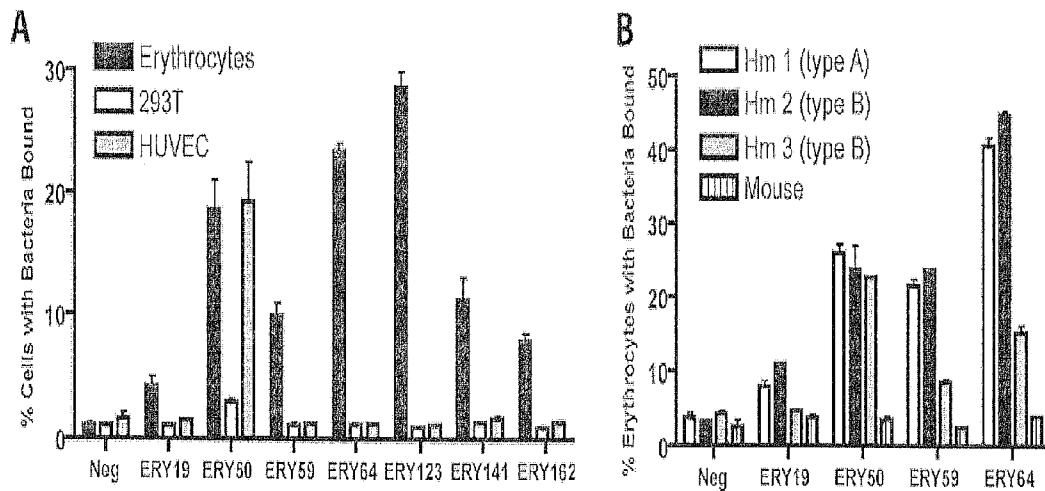 A
% Cells with Bacteria Bound
30
20
10
0
Erythrocytes
293T
HUVEC
Neg ERY19 ERY50 ERY59 ERY64 ERY123 ERY141 ERY162
B
% Erythrocytes with Bacteria Bound
50
40
30
20
10
0
Hm 1 (type A)
Hm 2 (type B)
Hm 3 (type B)
Mouse
Neg ERY19 ERY50 ERY59 ERY64